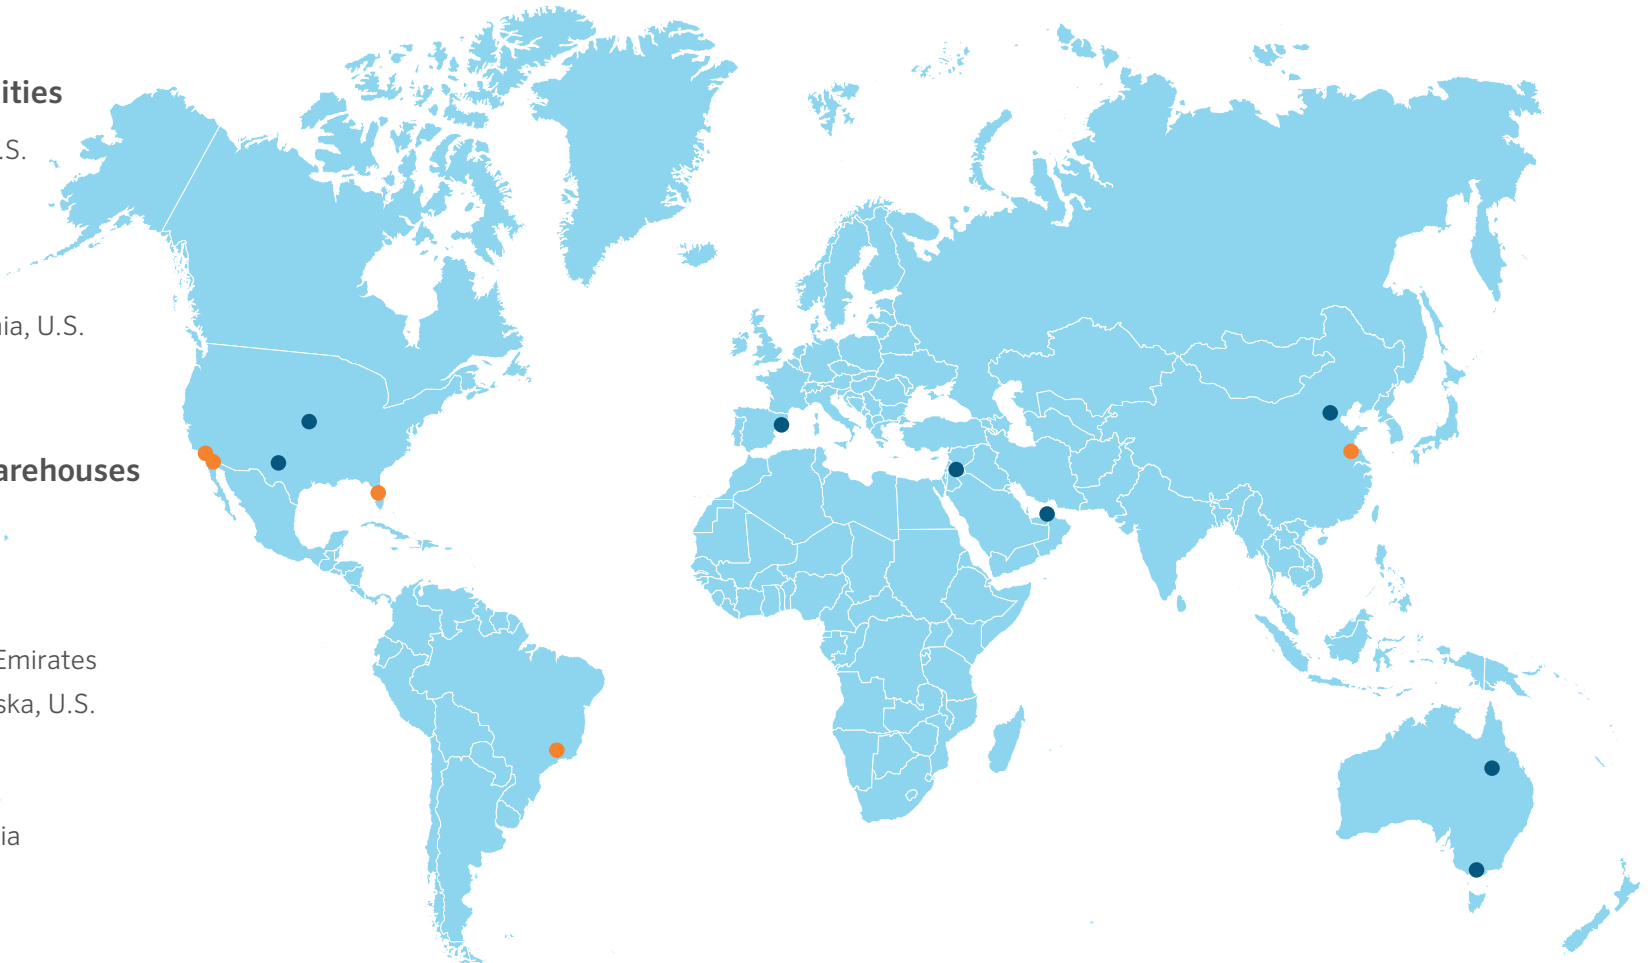 ities
.S.
ia, U.S.
arehouses
Emirates
ska, U.S.
ia